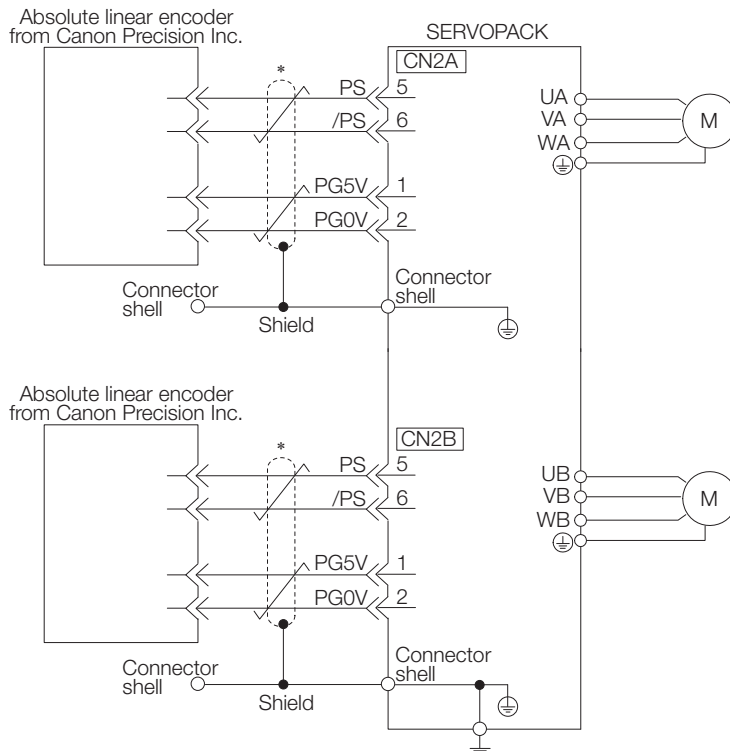 Absolute linear encoder
from Canon Precision Inc.
SERVOPACK
*
CN2A
PS
5
/PS
6
PG5V
1
PG0V
2
UA
VA
WA
M
Connector
shell
Connector
shell
Shield
Absolute linear encoder
from Canon Precision Inc.
*
CN2B
PS
5
/PS
6
PG5V
1
PG0V
2
UB
VB
WB
M
Connector
shell
Connector
shell
Shield